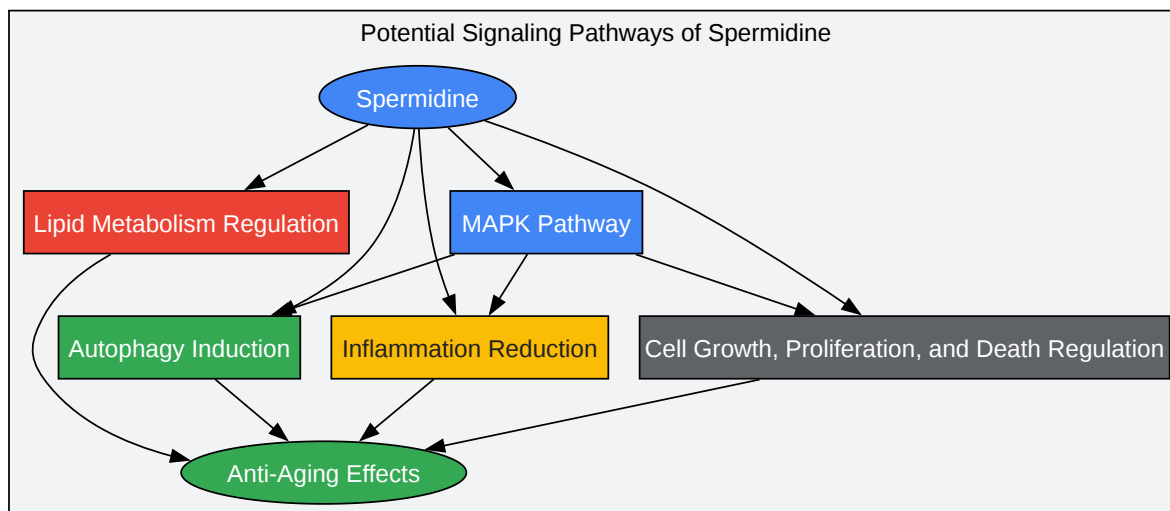 Potential Signaling Pathways of Spermidine
Spermidine
Lipid Metabolism Regulation
MAPK Pathway
Autophagy Induction
Inflammation Reduction
Cell Growth, Proliferation, and Death Regulation
Anti-Aging Effects